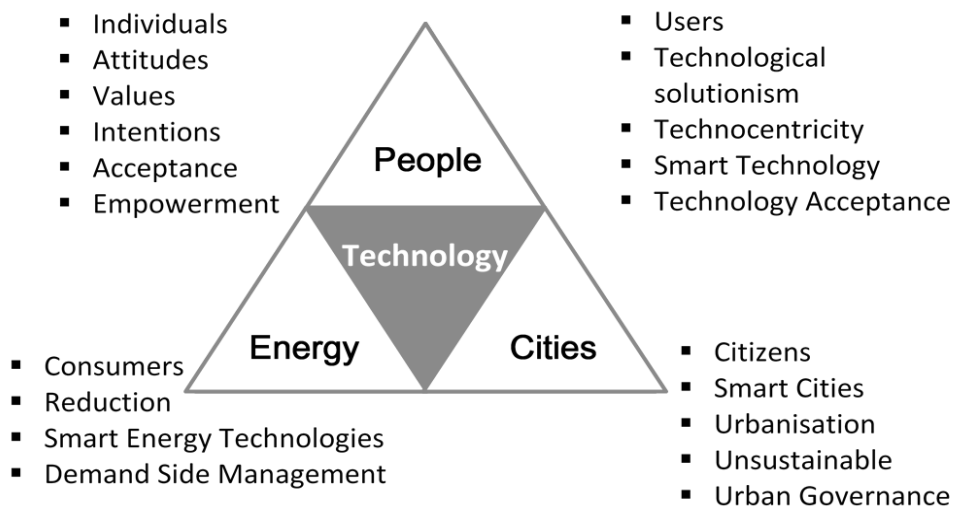 ▪ Individuals
▪ Attitudes
▪ Values
▪ Intentions
▪ Acceptance
▪ Empowerment
▪ Users
▪ Technological
solutionism
▪ Technocentricity
▪ Smart Technology
▪ Technology Acceptance
People
Technology
Energy
Cities
▪ Consumers
▪ Reduction
▪ Smart Energy Technologies
▪ Demand Side Management
▪ Citizens
▪ Smart Cities
▪ Urbanisation
▪ Unsustainable
▪ Urban Governance